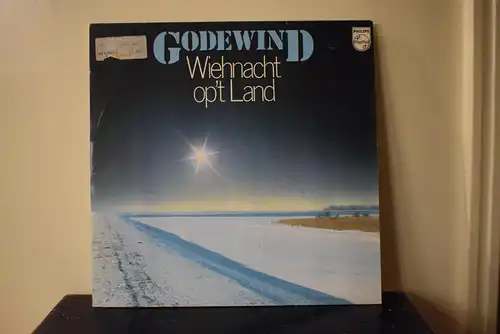 GODEWIND
PHILIPS
Wiehnacht
op't Land